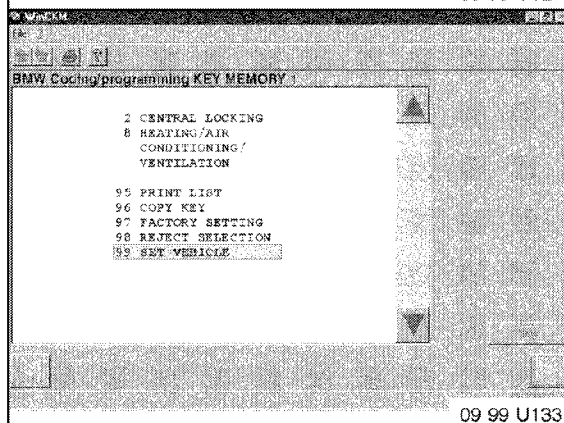 WinCKM
BMW Coding/programming KEY MEMORY
2 CENTRAL LOCKING
8 HEATING/AIR
CONDITIONING/
VENTILATION
95 PRINT LIST
96 COPY KEY
97 FACTORY SETTING
98 REJECT SELECTION
99 SET VEHICLE
09 99 U133